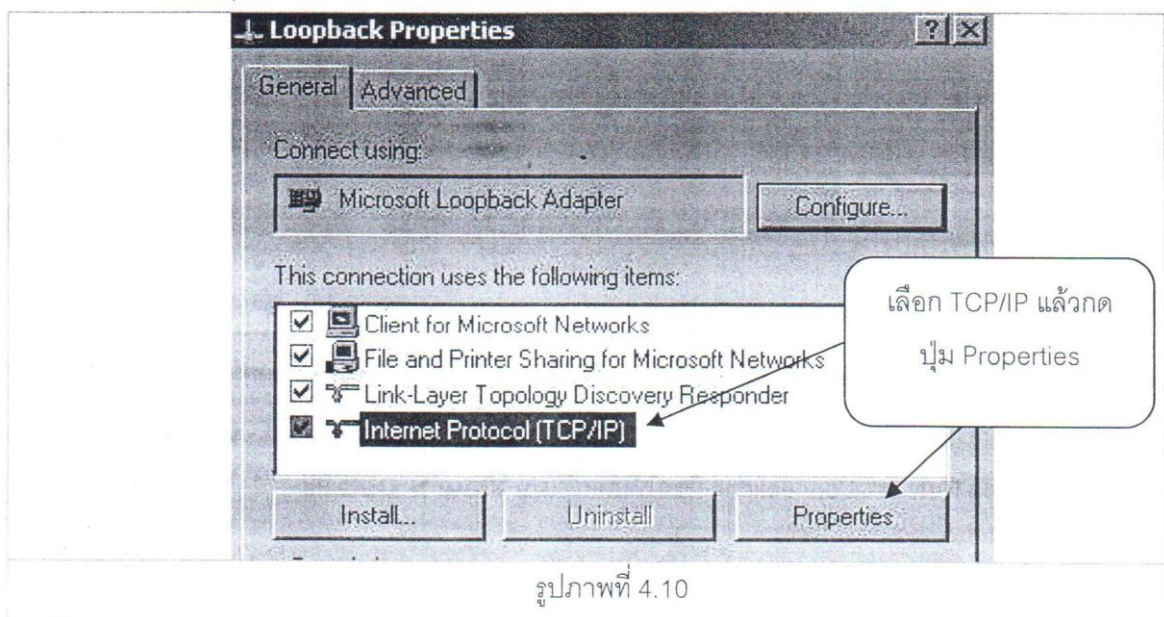 Loopback Properties
General Advanced
Connect using:
Microsoft Loopback Adapter
Configure...
This connection uses the following items:
Client for Microsoft Networks
File and Printer Sharing for Microsoft Networks
Link-Layer Topology Discovery Responder
Internet Protocol (TCP/IP)
เลือก TCP/IP แล้วกด
ปุ่ม Properties
Install... Uninstall Properties
รูปภาพที่ 4.10